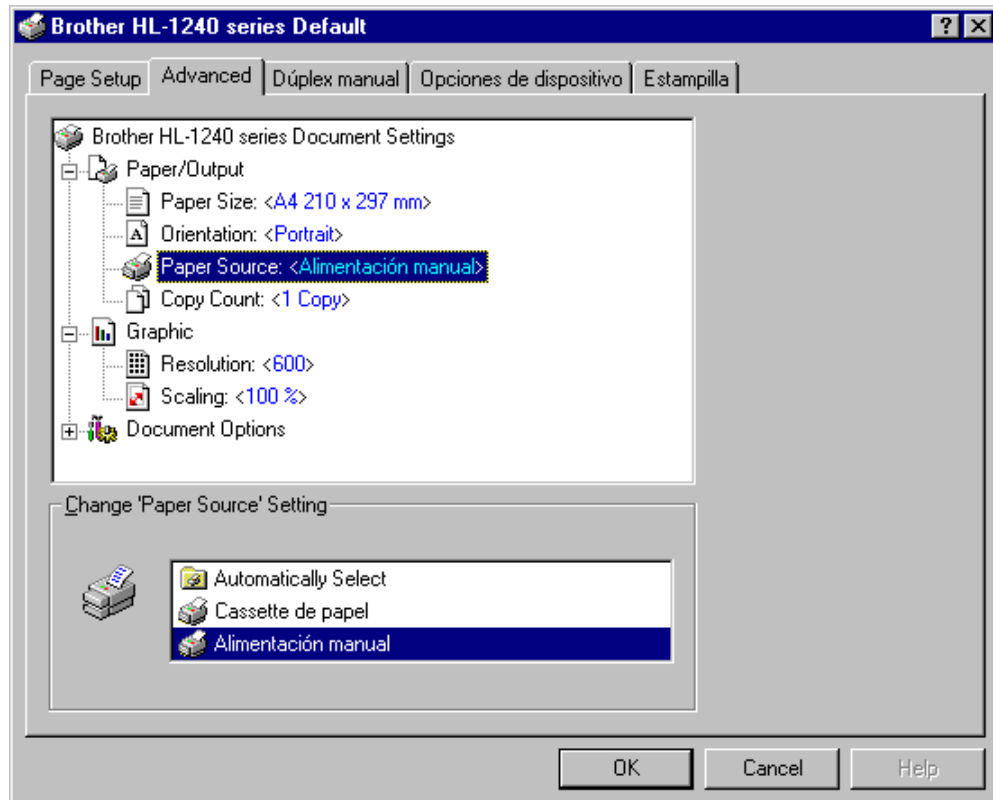 Brother HL-1240 series Default
Page Setup Advanced Dúplex manual Opciones de dispositivo Estampilla
Brother HL-1240 series Document Settings
Paper/Output
Paper Size: <A4 210 x 297 mm>
Orientation: <Portrait>
Paper Source: <Alimentación manual>
Copy Count: <1 Copy>
Graphic
Resolution: <600>
Scaling: <100 %>
Document Options
Change 'Paper Source' Setting
Automatically Select
Cassette de papel
Alimentación manual
OK Cancel Help